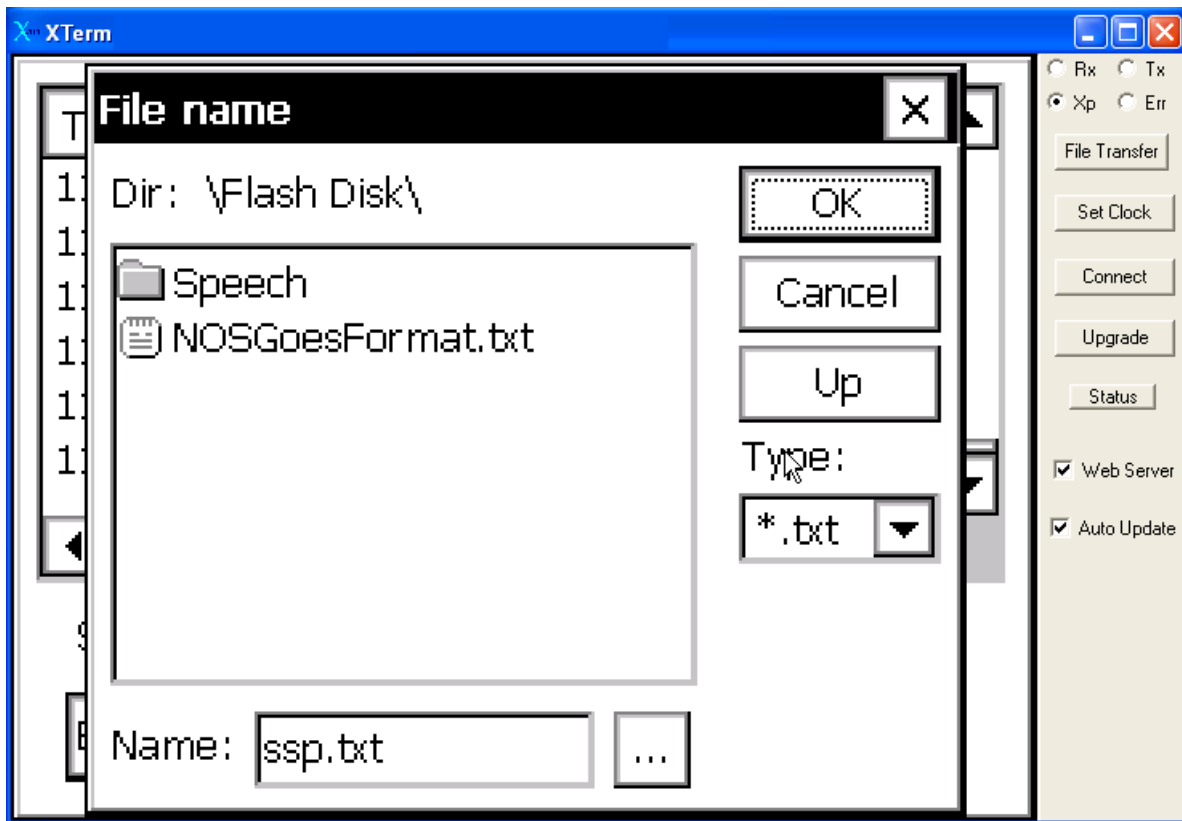 XTerm
File name
Dir: \Flash Disk\
Speech
NOSGoesFormat.txt
OK
Cancel
Up
Type:
*.txt
Name: ssp.txt ...
Rx Tx
Xp Err
File Transfer
Set Clock
Connect
Upgrade
Status
Web Server
Auto Update